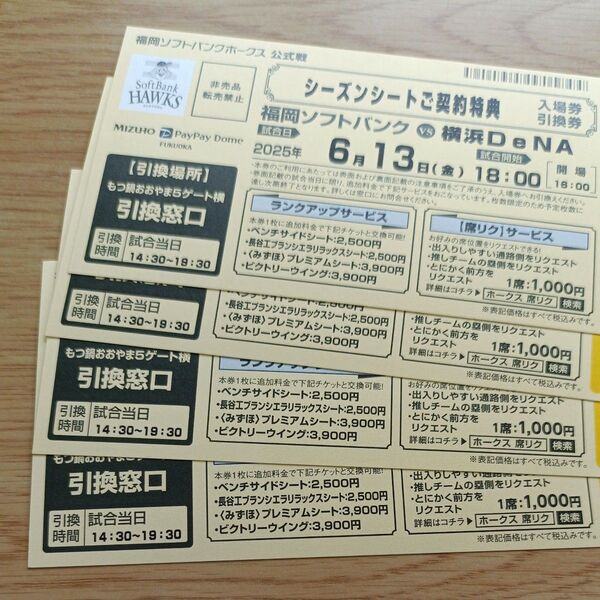 福岡ソフトバンクホークス 公式戦
SoftBank
HAWKS
非売品
転売禁止
シーズンシートご契約特典
入場券
引換券
MIZUHO PayPay Dome
FUKUOKA
福岡ソフトバンク VS 横浜DeNA
試合日
2025年 6月13日(金) 試合開始 18:00
開場
16:00
【引換場所】
もつ鍋おおやま5ゲート横
引換窓口
引換時間 試合当日
14:30~19:30
ランクアップサービス
本券1枚に追加料金で下記チケットと交換可能!
・ベンチサイドシート:2,500円
・長谷工プランシエラリラックスシート:2,500円
・〈みずほ〉プレミアムシート:3,900円
・ビクトリーウイング:3,900円
【席リク】サービス
お好みの席位置をリクエストできる!
・出入りしやすい通路側をリクエスト
・推しチームの塁側をリクエスト
・とにかく前方をリクエスト
1席:1,000円
詳細はコチラ▶ ホークス 席リク 検索
※表記価格はすべて税込みです。
引換時間 試合当日
14:30~19:30
・長谷工プランシエラリラックスシート:2,500円
・〈みずほ〉プレミアムシート:3,900円
・ビクトリーウイング:3,900円
・推しチームの塁側をリクエスト
・とにかく前方をリクエスト
1席:1,000円
詳細はコチラ▶ ホークス 席リク 検索
※表記価格はすべて税込みです。
もつ鍋おおやま5ゲート横
引換窓口
引換時間 試合当日
14:30~19:30
本券1枚に追加料金で下記チケットと交換可能!
・ベンチサイドシート:2,500円
・長谷工プランシエラリラックスシート:2,500円
・〈みずほ〉プレミアムシート:3,900円
・ビクトリーウイング:3,900円
お好みの席位置をリクエストできる!
・出入りしやすい通路側をリクエスト
・推しチームの塁側をリクエスト
・とにかく前方をリクエスト
1席:1,000円
詳細はコチラ▶ ホークス 席リク 検索
※表記価格はすべて税込みです。
もつ鍋おおやま
引換窓口
引換時間 試合当日
14:30~19:30
本券1枚に追加料金で下記チケットと交換可能!
・ベンチサイドシート:2,500円
・長谷工プランシエラリラックスシート:2,500円
・〈みずほ〉プレミアムシート:3,900円
・ビクトリーウイング:3,900円
・出入りしやすい通路側をリクエスト
・推しチームの塁側をリクエスト
・とにかく前方をリクエスト
1席:1,000円
詳細はコチラ▶ ホークス 席リク 検索
※表記価格はすべて税込みです。